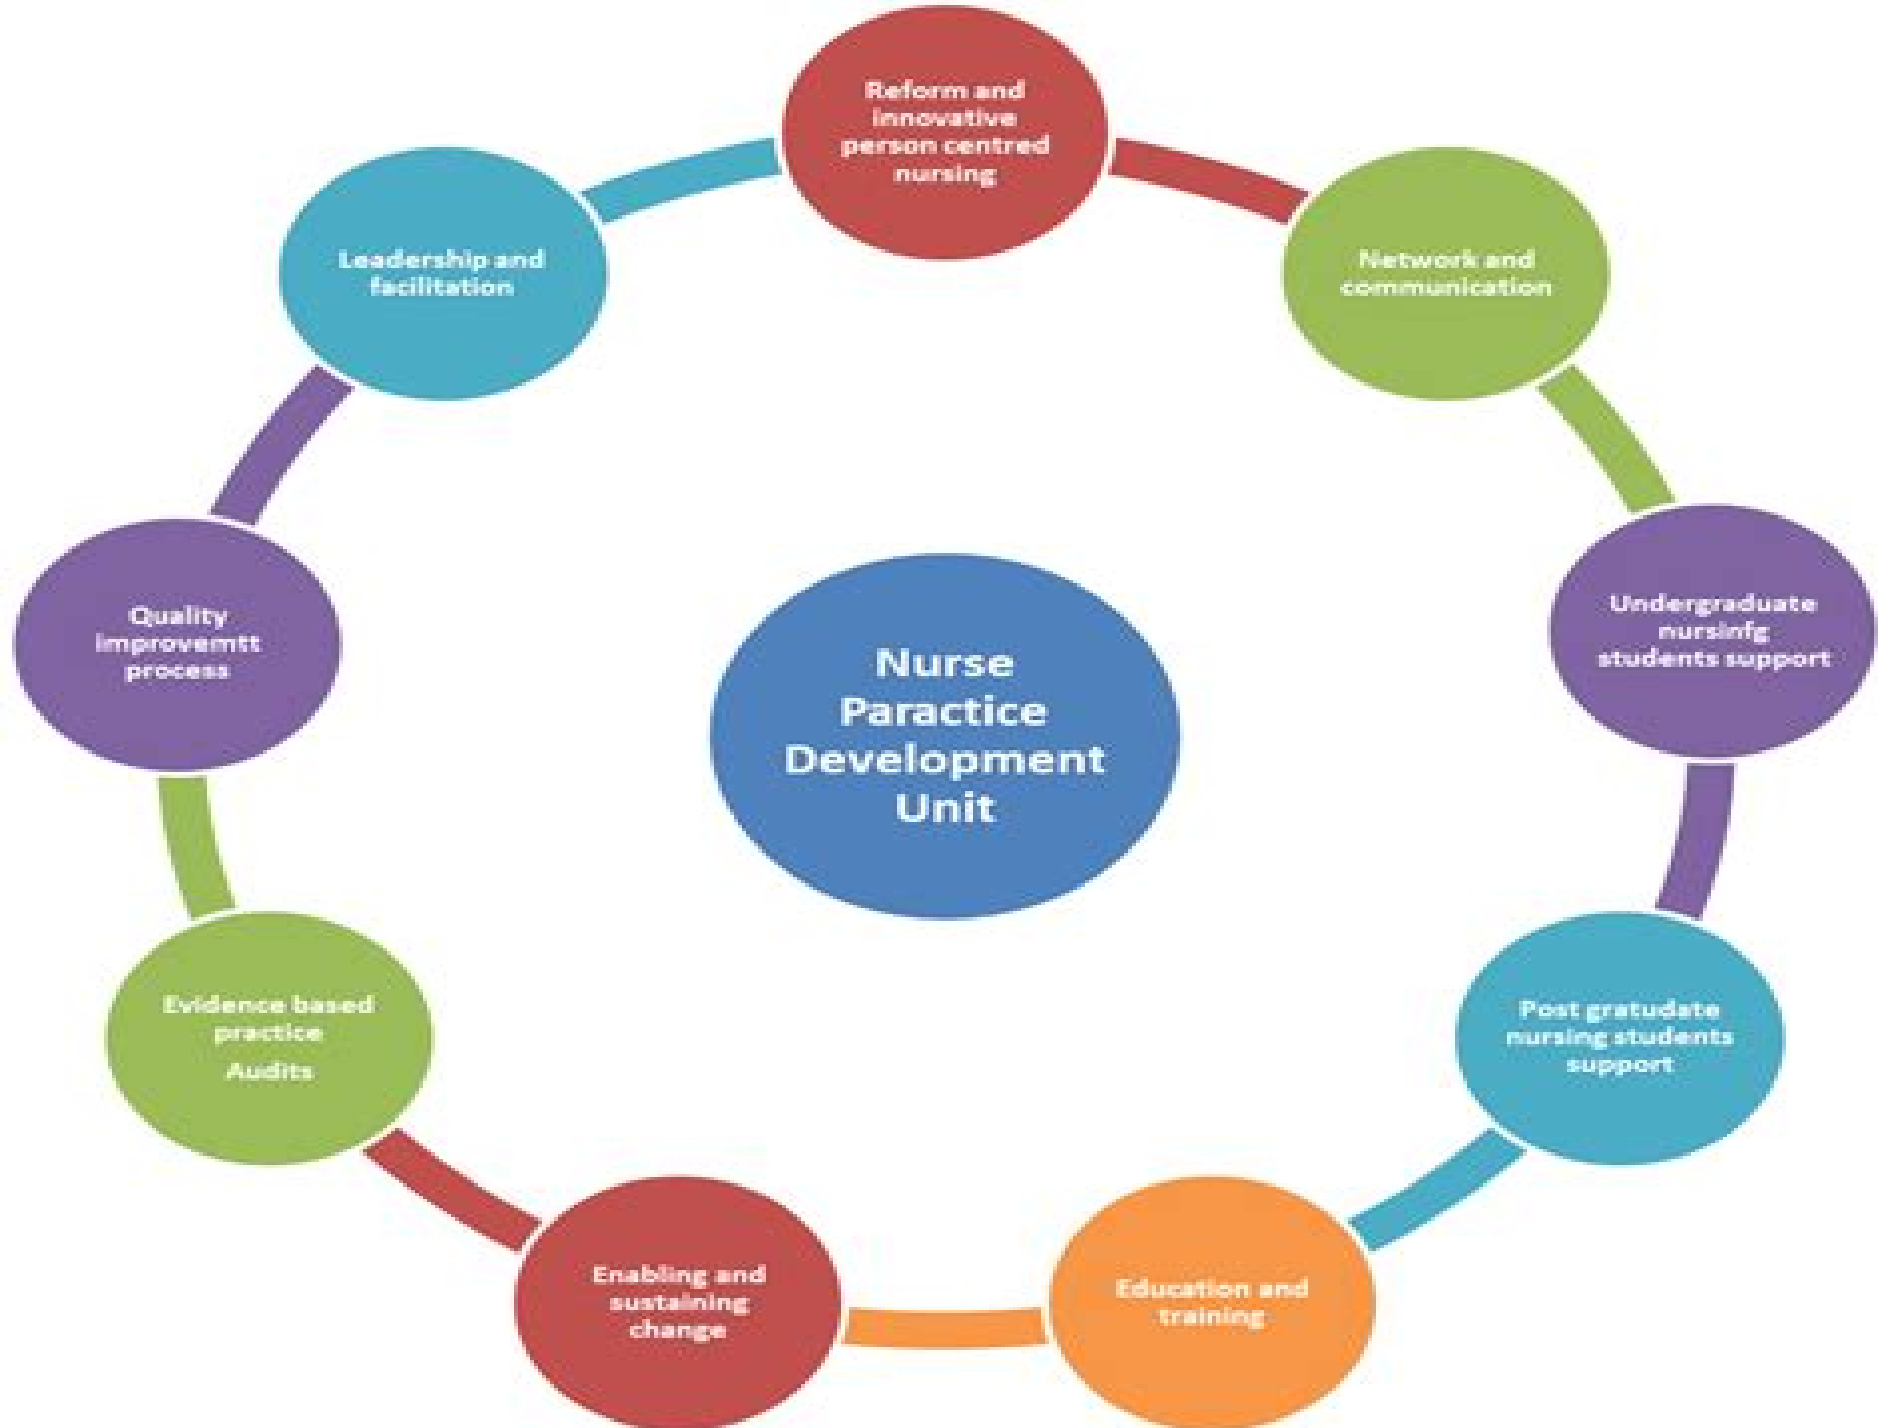 Reform and
innovative
person centred
nursing
Network and
communication
Undergraduate
nursinfg
students support
Post gratudate
nursing students
support
Education and
training
Enabling and
sustaining
change
Evidence based
practice
Audits
Quality
improvemtt
process
Leadership and
facilitation
Nurse
Paractice
Development
Unit